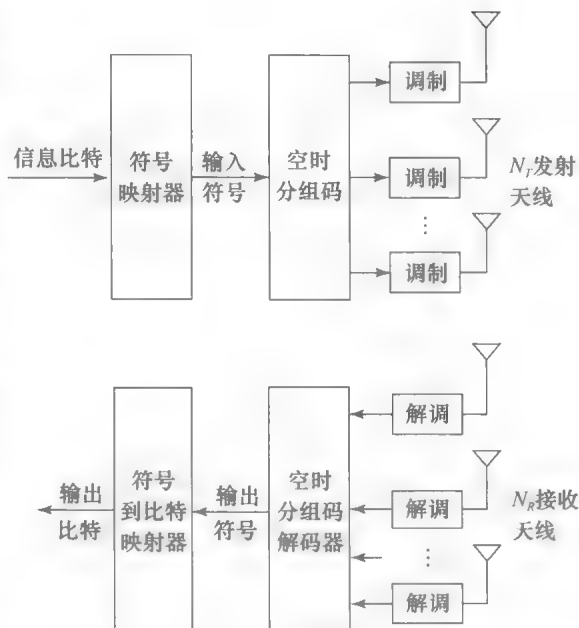 信息比特
符号
映射器
输入
符号
空时
分组码
调制
调制
⋮
调制
N_T发射
天线
输出
比特
符号
到比特
映射器
输出
符号
空时
分组码
解码器
解调
解调
⋮
解调
N_R接收
天线